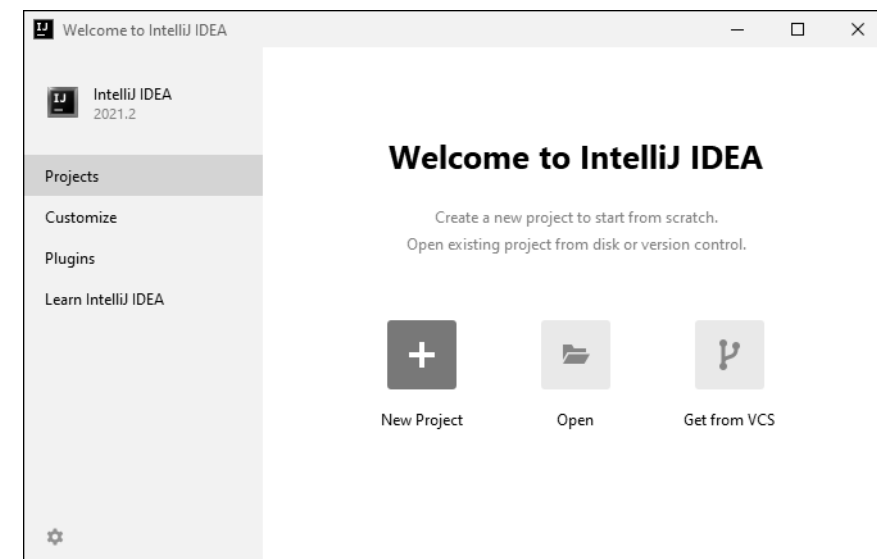 Welcome to IntelliJ IDEA
IJ
IntelliJ IDEA
2021.2
Projects
Customize
Plugins
Learn IntelliJ IDEA
Welcome to IntelliJ IDEA
Create a new project to start from scratch.
Open existing project from disk or version control.
New Project
Open
Get from VCS